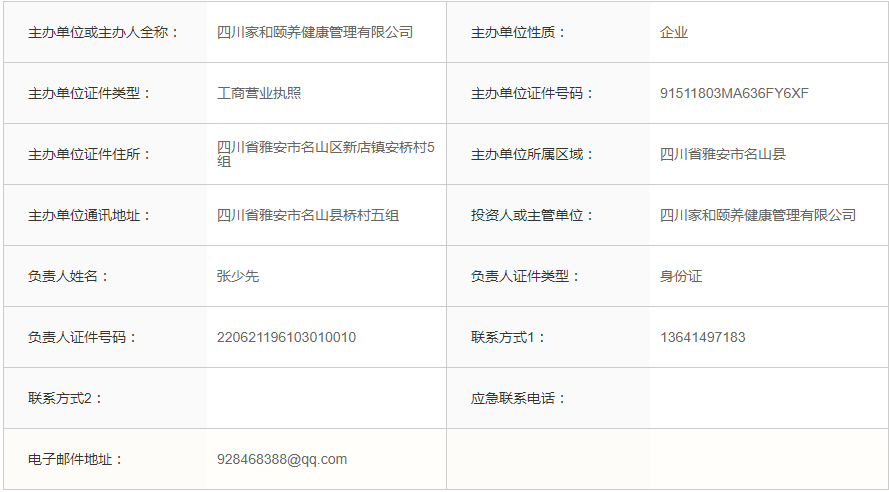 主办单位或主办人全称： 四川家和颐养健康管理有限公司 主办单位性质： 企业
主办单位证件类型： 工商营业执照 主办单位证件号码： 91511803MA636FY6XF
主办单位证件住所： 四川省雅安市名山区新店镇安桥村5
组 主办单位所属区域： 四川省雅安市名山县
主办单位通讯地址： 四川省雅安市名山县桥村五组 投资人或主管单位： 四川家和颐养健康管理有限公司
负责人姓名： 张少先 负责人证件类型： 身份证
负责人证件号码： 220621196103010010 联系方式1： 13641497183
联系方式2： 应急联系电话：
电子邮件地址： 928468388@qq.com